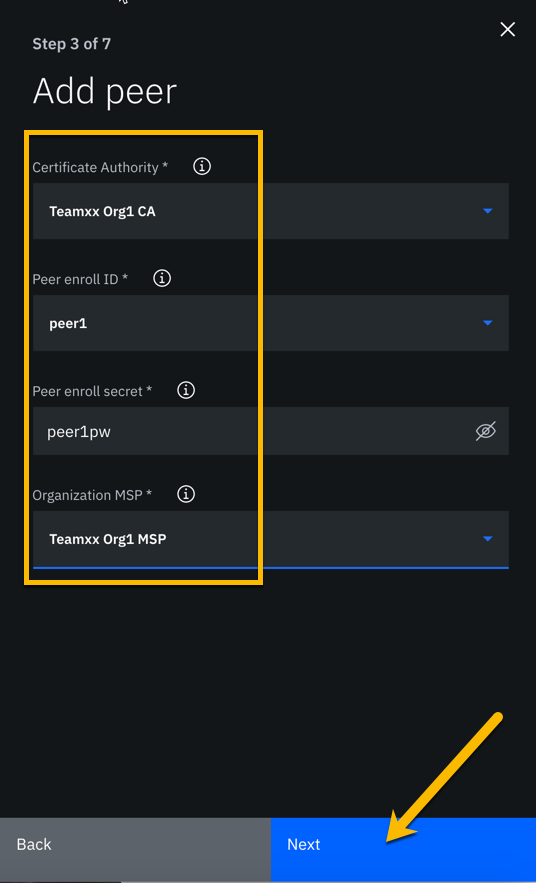 Step 3 of 7
Add peer
Certificate Authority *
Teamxx Org1 CA
Peer enroll ID *
peer1
Peer enroll secret *
peer1pw
Organization MSP *
Teamxx Org1 MSP
Back
Next